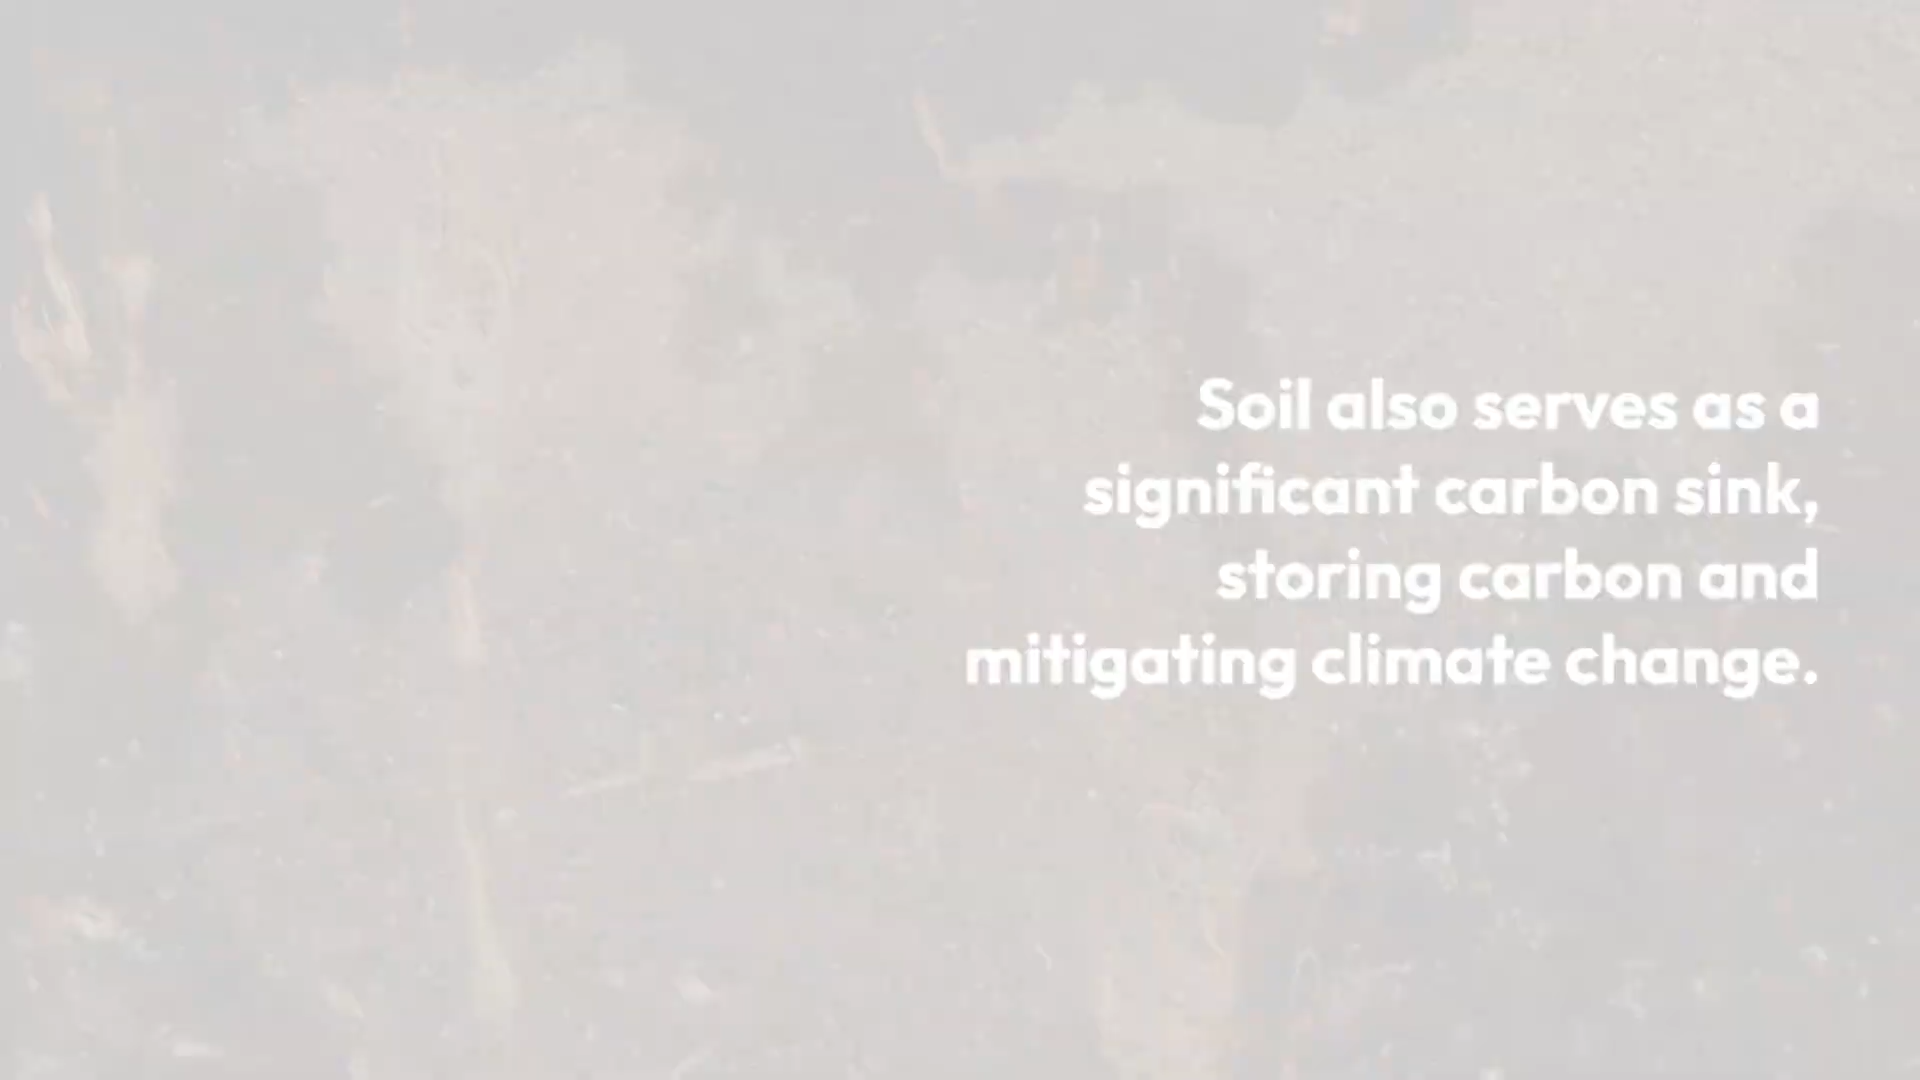 Soil also serves as a
significant carbon sink,
storing carbon and
mitigating climate change.